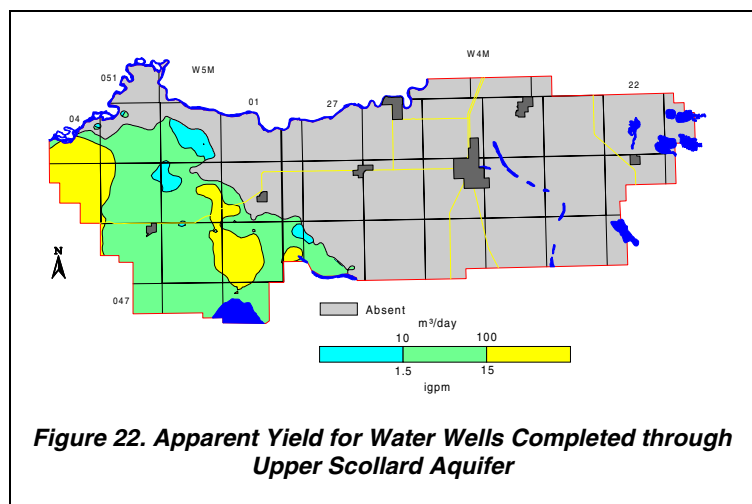 W4M
051
W5M
22
01
27
04
N
047
Absent
m³/day
10 100
1.5 15
igpm
Figure 22. Apparent Yield for Water Wells Completed through
Upper Scollard Aquifer